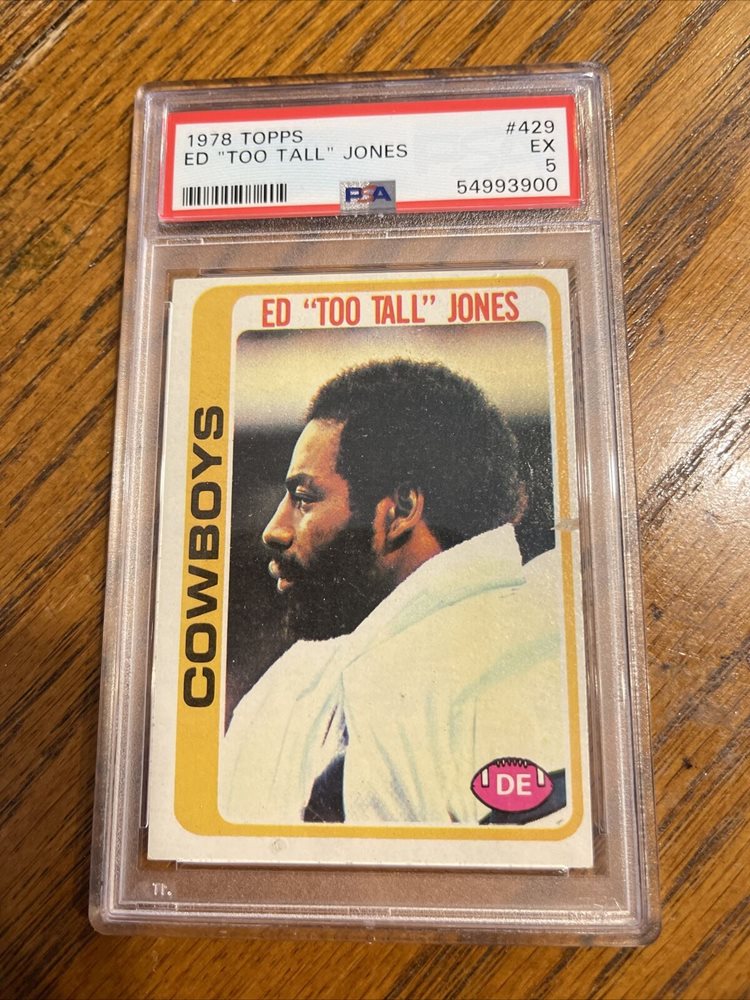 1978 TOPPS #429
ED "TOO TALL" JONES EX
5
PSA 54993900
ED “TOO TALL” JONES
COWBOYS
DE